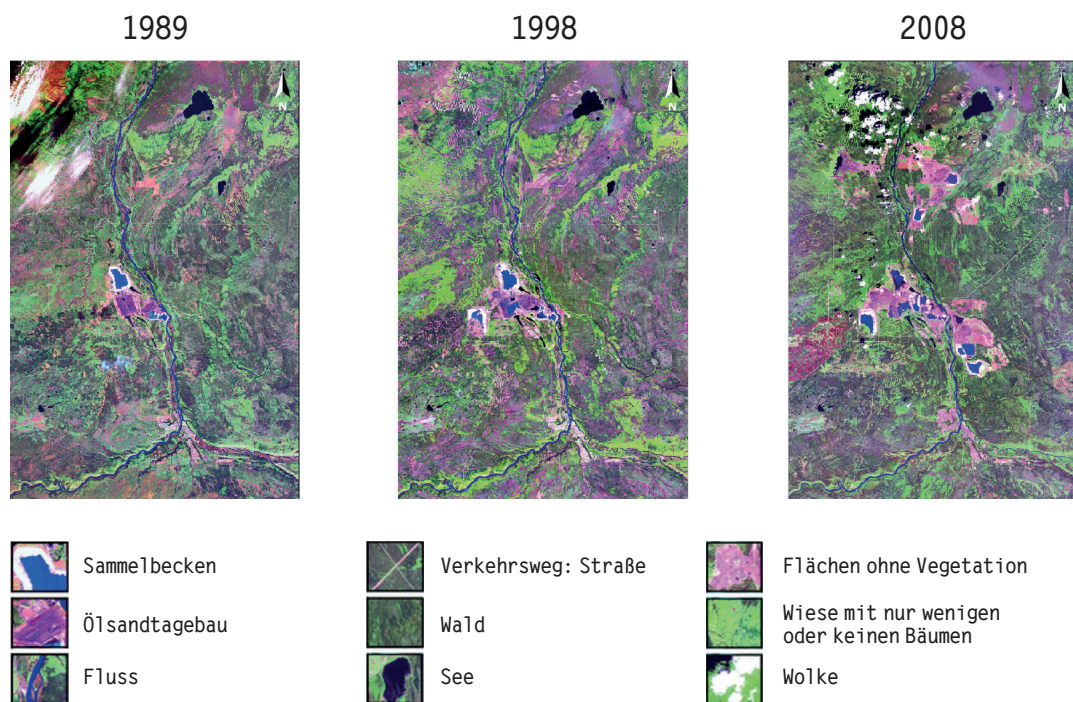 1989
1998
2008
N
N
N
Sammelbecken
Verkehrsweg: Straße
Flächen ohne Vegetation
Ölsandtagebau
Wald
Wiese mit nur wenigen
oder keinen Bäumen
Fluss
See
Wolke